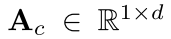 𝐀_c ∈ ℝ^{1×d}